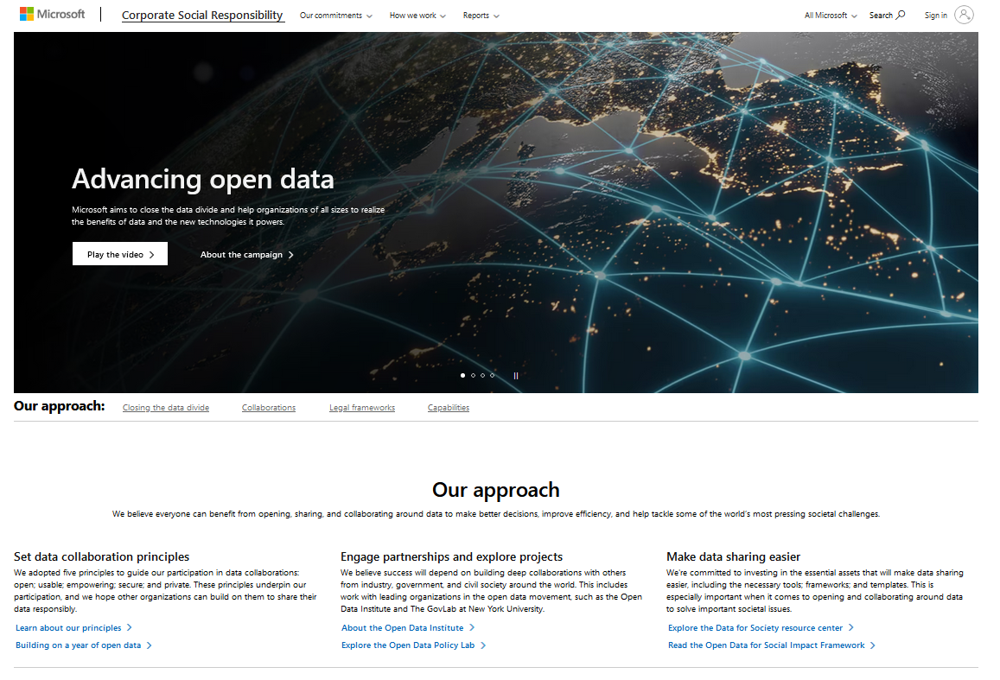 Microsoft
Corporate Social Responsibility
Our commitments
How we work
Reports
All Microsoft
Search
Sign in
Advancing open data
Microsoft aims to close the data divide and help organizations of all sizes to realize
the benefits of data and the new technologies it powers.
Play the video
About the campaign
Our approach:
Closing the data divide
Collaborations
Legal frameworks
Capabilities
Our approach
We believe everyone can benefit from opening, sharing, and collaborating around data to make better decisions, improve efficiency, and help tackle some of the world's most pressing societal challenges.
Set data collaboration principles
We adopted five principles to guide our participation in data collaborations:
open; usable; empowering; secure; and private. These principles underpin our
participation, and we hope other organizations can build on them to share their
data responsibly.
Learn about our principles
Building on a year of open data
Engage partnerships and explore projects
We believe success will depend on building deep collaborations with others
from industry, government, and civil society around the world. This includes
work with leading organizations in the open data movement, such as the Open
Data Institute and The GovLab at New York University.
About the Open Data Institute
Explore the Open Data Policy Lab
Make data sharing easier
We're committed to investing in the essential assets that will make data sharing
easier, including the necessary tools; frameworks; and templates. This is
especially important when it comes to opening and collaborating around data
to solve important societal issues.
Explore the Data for Society resource center
Read the Open Data for Social Impact Framework